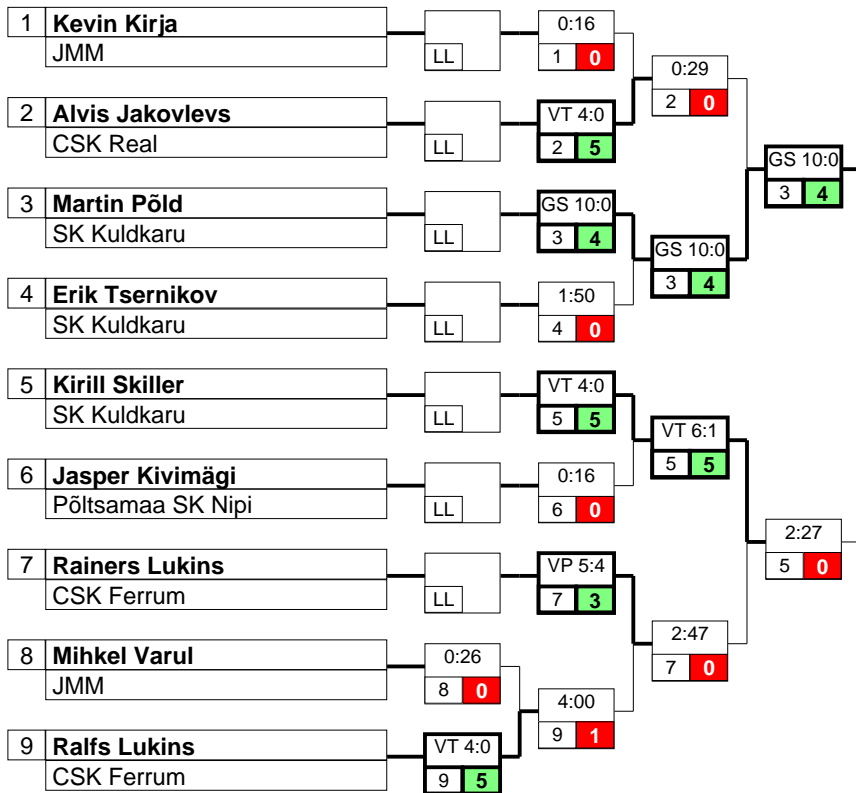 1 Kevin Kirja
JMM
LL
0:16
1 0
0:29
2 0
2 Alvis Jakovlevs
CSK Real
LL
VT 4:0
2 5
GS 10:0
3 4
3 Martin Põld
SK Kuldkaru
LL
GS 10:0
3 4
GS 10:0
3 4
4 Erik Tsernikov
SK Kuldkaru
LL
1:50
4 0
5 Kirill Skiller
SK Kuldkaru
LL
VT 4:0
5 5
VT 6:1
5 5
6 Jasper Kivimägi
Põltsamaa SK Nipi
LL
0:16
6 0
2:27
5 0
7 Rainers Lukins
CSK Ferrum
LL
VP 5:4
7 3
2:47
7 0
8 Mihkel Varul
JMM
0:26
8 0
4:00
9 1
9 Ralfs Lukins
CSK Ferrum
VT 4:0
9 5